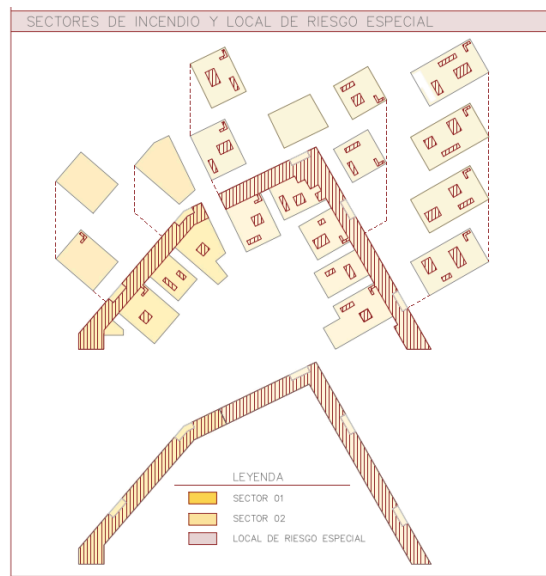 SECTORES DE INCENDIO Y LOCAL DE RIESGO ESPECIAL
LEYENDA
SECTOR 01
SECTOR 02
LOCAL DE RIESGO ESPECIAL